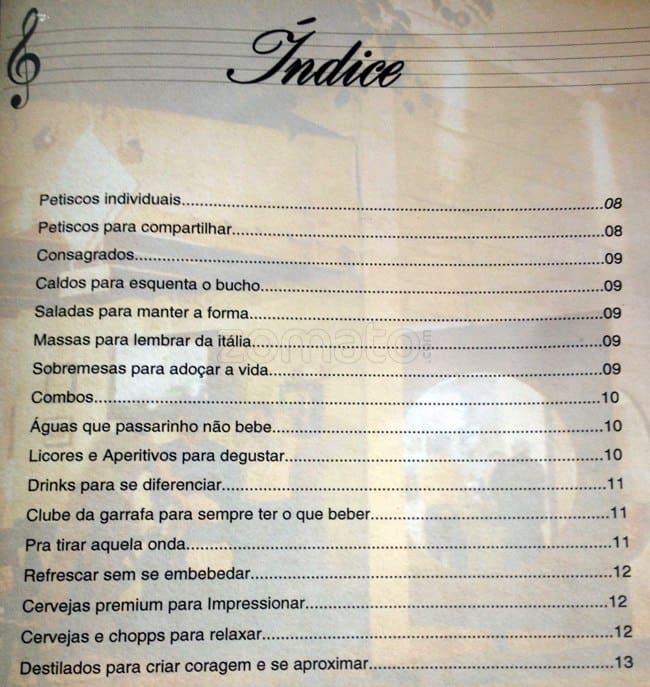 Índice
Petiscos individuais..........08
Petiscos para compartilhar..........08
Consagrados..........09
Caldos para esquenta o bucho..........09
Saladas para manter a forma..........09
Massas para lembrar da itália..........09
zomato.com
Sobremesas para adoçar a vida..........09
Combos..........10
Águas que passarinho não bebe..........10
Licores e Aperitivos para degustar..........10
Drinks para se diferenciar..........11
Clube da garrafa para sempre ter o que beber..........11
Pra tirar aquela onda..........11
Refrescar sem se embebedar..........12
Cervejas premium para Impressionar..........12
Cervejas e chopps para relaxar..........12
Destilados para criar coragem e se aproximar..........13